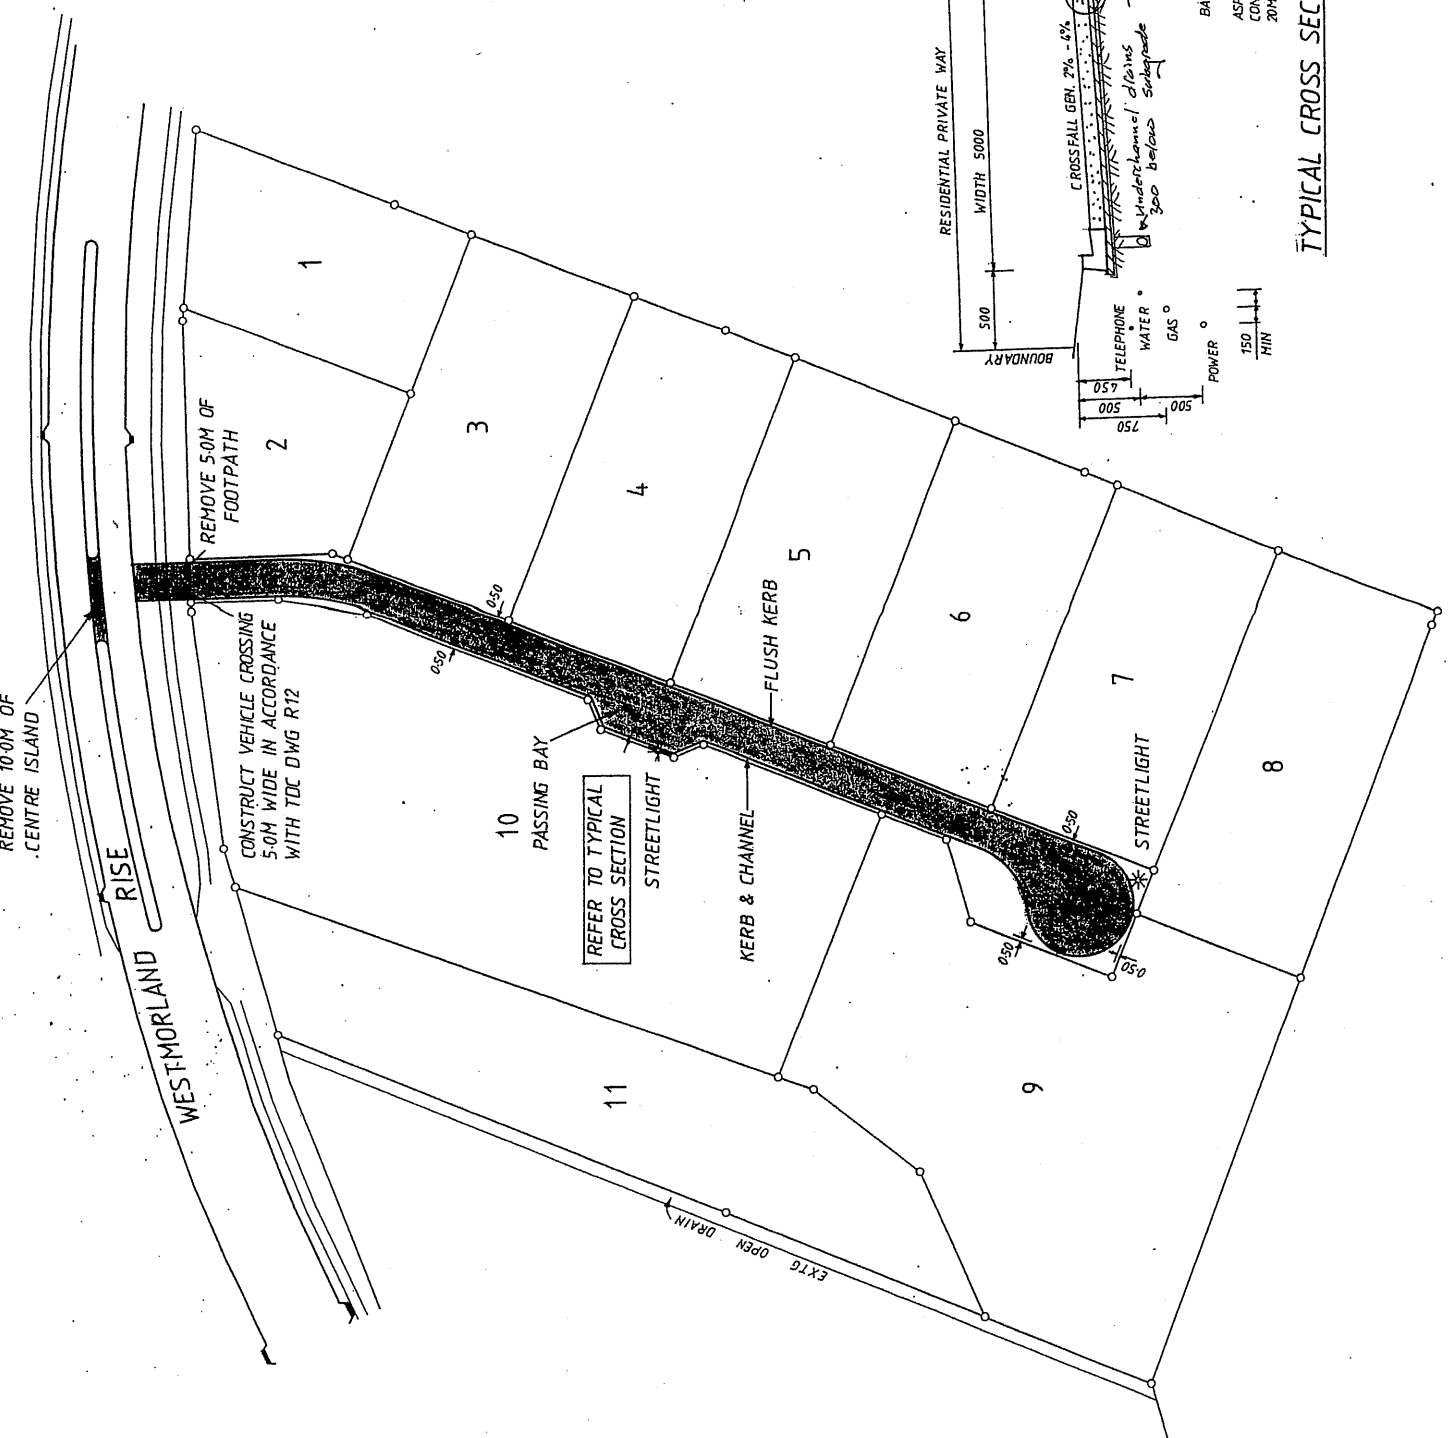 REMOVE 10·0M OF
CENTRE ISLAND
WESTMORLAND RISE
REMOVE 5·0M OF
FOOTPATH
CONSTRUCT VEHICLE CROSSING
5·0M WIDE IN ACCORDANCE
WITH TDC DWG R12
1
2
3
4
5
6
7
8
9
10
11
0·50
0·50
PASSING BAY
REFER TO TYPICAL
CROSS SECTION
STREETLIGHT
FLUSH KERB
KERB & CHANNEL
0·50
STREETLIGHT
0·50
0·50
EXTG OPEN DRAIN
RESIDENTIAL PRIVATE WAY
WIDTH 5000
500
BOUNDARY
CROSSFALL GEN. 2% - 4%
Underchannel drains
300 below subgrade
TELEPHONE
WATER
GAS
POWER
450
500
500
750
150
MIN
TYPICAL CROSS SEC